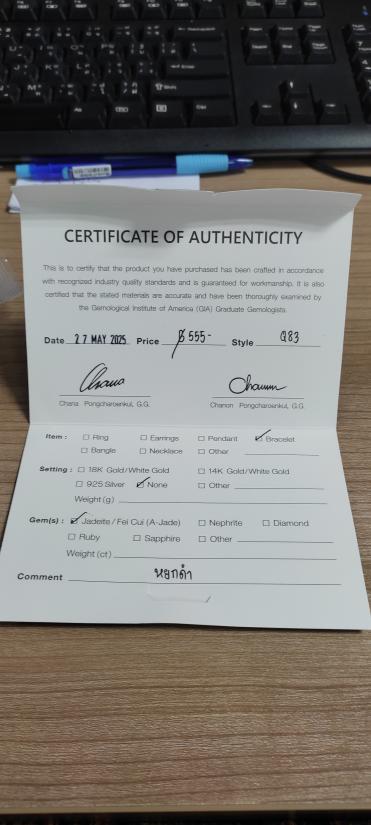 CERTIFICATE OF AUTHENTICITY
This is to certify that the product you have purchased has been crafted in accordance
with recognized industry quality standards and is guaranteed for workmanship. It is also
certified that the stated materials are accurate and have been thoroughly examined by
the Gemological Institute of America (GIA) Graduate Gemologists.
Date 27 MAY 2025 Price ฿555- Style Q83
Chana Pongcharoenkul, G.G. Chanon Pongcharoenkul, G.G.
Item : Ring Earrings Pendant Bracelet
Bangle Necklace Other
Setting : 18K Gold/White Gold 14K Gold/White Gold
925 Silver None Other
Weight (g)
Gem(s) : Jadeite / Fei Cui (A-Jade) Nephrite Diamond
Ruby Sapphire Other
Weight (ct)
Comment หยกดำ